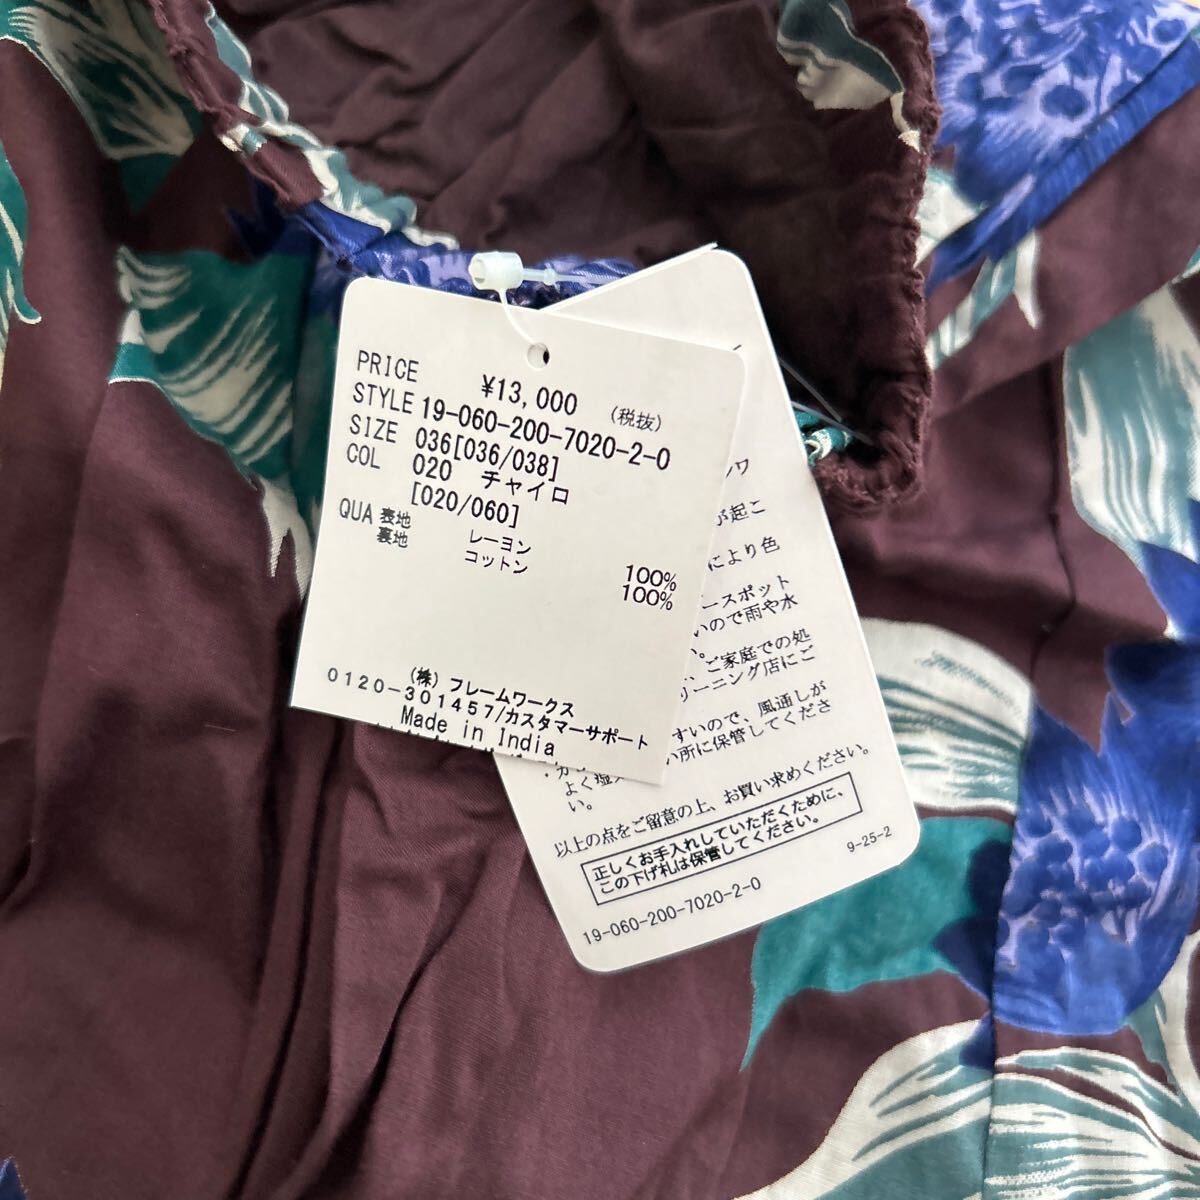 PRICE ¥13,000 (税抜)
STYLE 19-060-200-7020-2-0
SIZE 036[036/038]
COL 020 チャイロ
[020/060]
QUA 表地 レーヨン 100%
裏地 コットン 100%
(株) フレームワークス
0120-301457/カスタマーサポート
Made in India
が起こ
により色
ースポット
いので雨や水
い。
、ご家庭での処
リーニング店にご
すいので、風通しが
い所に保管してくださ
い。
以上の点をご留意の上、お買い求めください。
正しくお手入れしていただくために、
この下げ札は保管してください。
9-25-2
19-060-200-7020-2-0